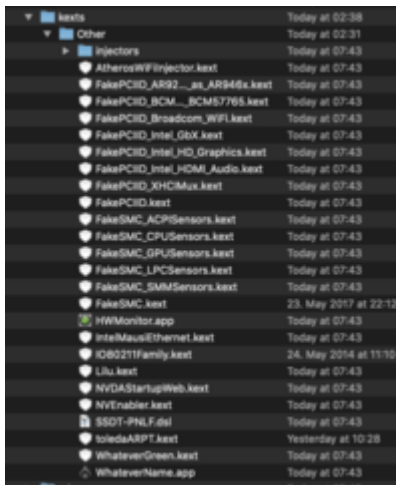 kexts Today at 02:38
Other Today at 02:31
injectors Today at 07:43
AtherosWiFiInjector.kext Today at 07:43
FakePCIID_AR92..._as_AR946x.kext Today at 07:43
FakePCIID_BCM..._BCM57765.kext Today at 07:43
FakePCIID_Broadcom_WiFi.kext Today at 07:43
FakePCIID_Intel_GbX.kext Today at 07:43
FakePCIID_Intel_HD_Graphics.kext Today at 07:43
FakePCIID_Intel_HDMI_Audio.kext Today at 07:43
FakePCIID_XHCIMux.kext Today at 07:43
FakePCIID.kext Today at 07:43
FakeSMC_ACPISensors.kext Today at 07:43
FakeSMC_CPUSensors.kext Today at 07:43
FakeSMC_GPUSensors.kext Today at 07:43
FakeSMC_LPCSensors.kext Today at 07:43
FakeSMC_SMMSensors.kext Today at 07:43
FakeSMC.kext 23. May 2017 at 22:12
HWMonitor.app Today at 07:43
IntelMausiEthernet.kext Today at 07:43
IO80211Family.kext 24. May 2014 at 11:10
Lilu.kext Today at 07:43
NVDAStartupWeb.kext Today at 07:43
NVEnabler.kext Today at 07:43
SSDT-PNLF.dsl Today at 07:43
toledaARPT.kext Yesterday at 10:28
WhateverGreen.kext Today at 07:43
WhateverName.app Today at 07:43